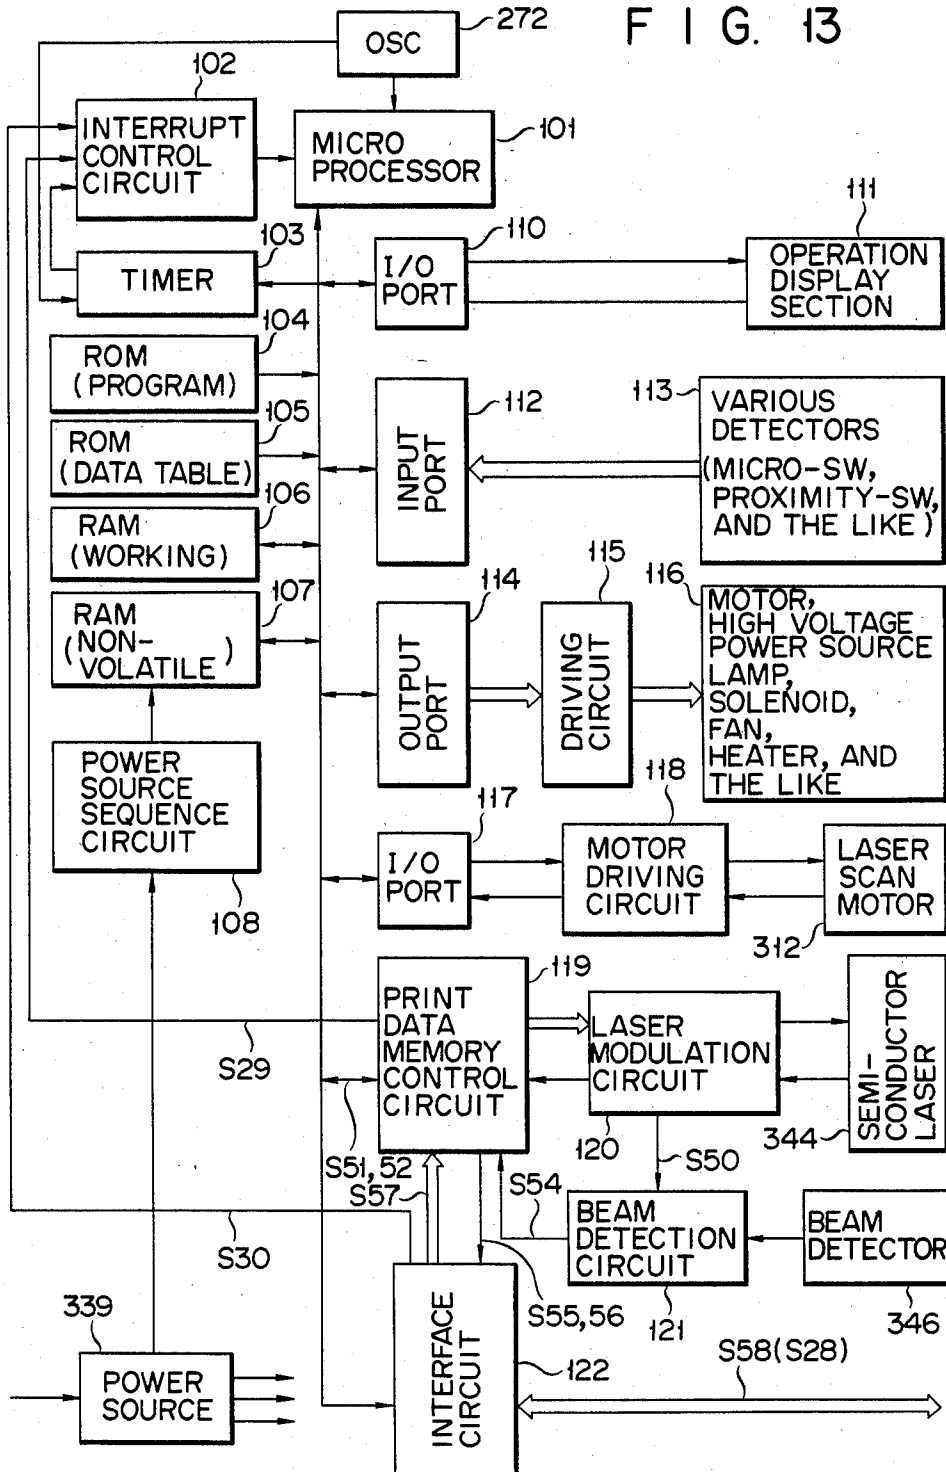 FIG. 13
OSC
272
102
INTERRUPT
CONTROL
CIRCUIT
MICRO
PROCESSOR
101
103
TIMER
110
I/O
PORT
111
OPERATION
DISPLAY
SECTION
104
ROM
(PROGRAM)
105
ROM
(DATA TABLE)
106
RAM
(WORKING)
107
RAM
(NON-
VOLATILE)
112
INPUT
PORT
113
VARIOUS
DETECTORS
(MICRO-SW,
PROXIMITY-SW,
AND THE LIKE)
114
OUTPUT
PORT
115
DRIVING
CIRCUIT
116
MOTOR,
HIGH VOLTAGE
POWER SOURCE
LAMP,
SOLENOID,
FAN,
HEATER, AND
THE LIKE
POWER
SOURCE
SEQUENCE
CIRCUIT
108
117
I/O
PORT
118
MOTOR
DRIVING
CIRCUIT
LASER
SCAN
MOTOR
312
119
PRINT
DATA
MEMORY
CONTROL
CIRCUIT
S29
LASER
MODULATION
CIRCUIT
120
SEMI-
CONDUCTOR
LASER
344
S51,52
S57
S54
S50
S30
BEAM
DETECTION
CIRCUIT
121
BEAM
DETECTOR
346
S55,56
339
POWER
SOURCE
INTERFACE
CIRCUIT
122
S58(S28)